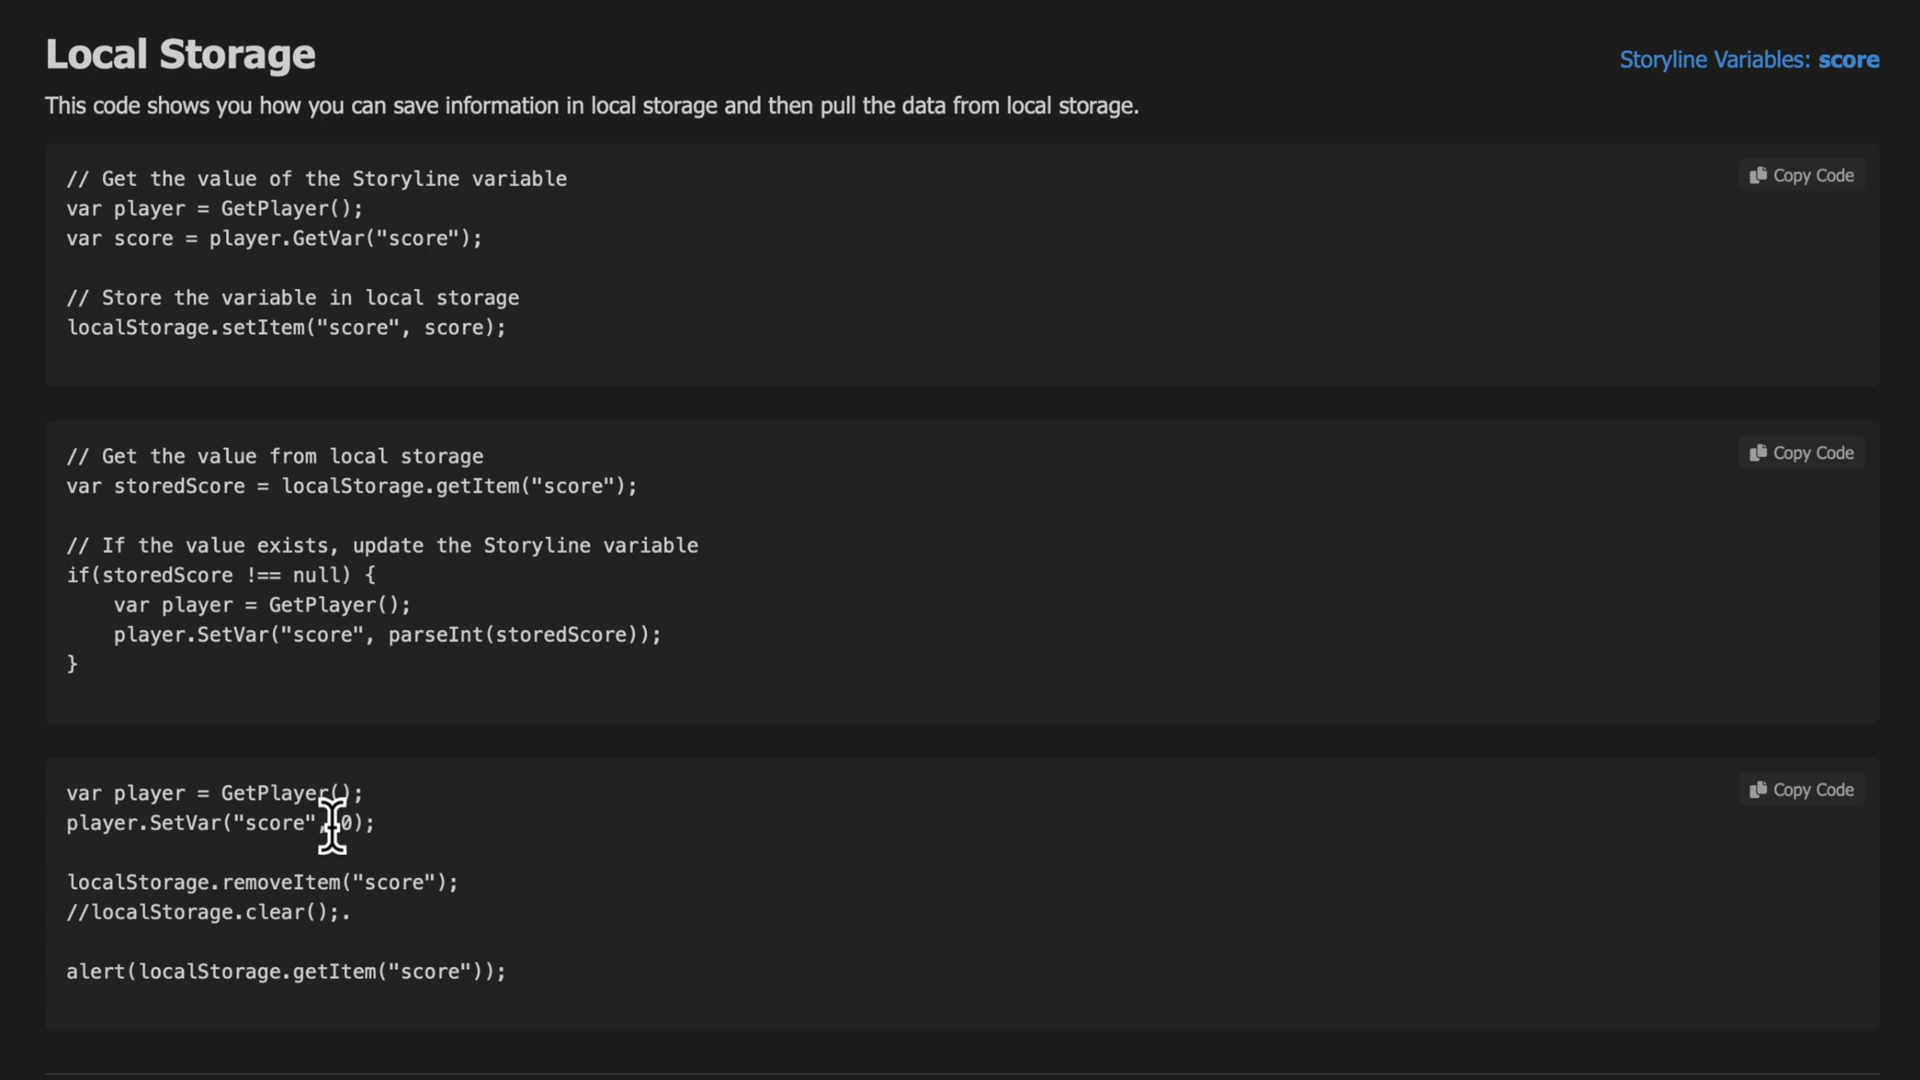 Local Storage
Storyline Variables: score
This code shows you how you can save information in local storage and then pull the data from local storage.
Copy Code
// Get the value of the Storyline variable
var player = GetPlayer();
var score = player.GetVar("score");
// Store the variable in local storage
localStorage.setItem("score", score);
Copy Code
// Get the value from local storage
var storedScore = localStorage.getItem("score");
// If the value exists, update the Storyline variable
if(storedScore !== null) {
    var player = GetPlayer();
    player.SetVar("score", parseInt(storedScore));
}
Copy Code
var player = GetPlayer();
player.SetVar("score", 0);
localStorage.removeItem("score");
//localStorage.clear();.
alert(localStorage.getItem("score"));